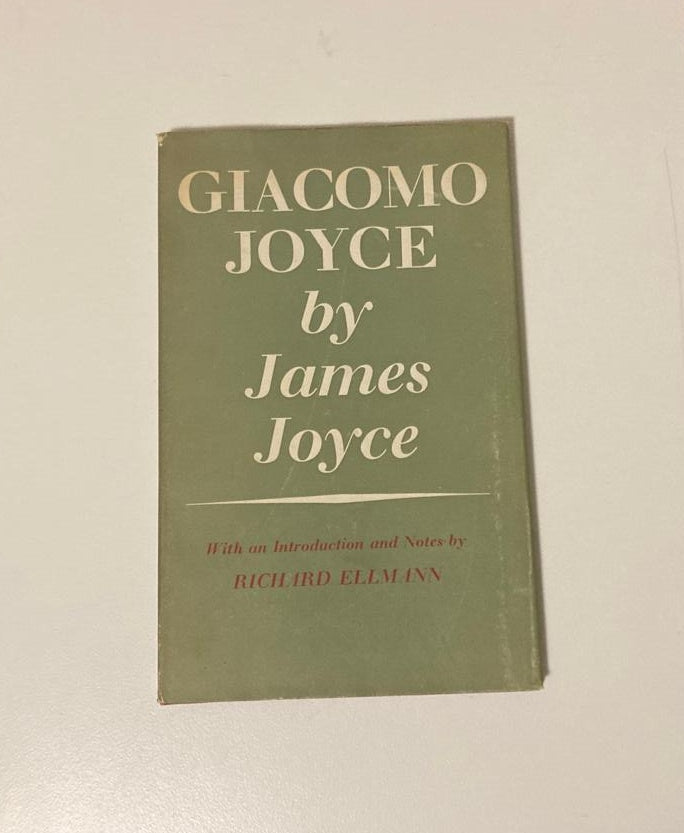 GIACOMO
JOYCE
by
James
Joyce
With an Introduction and Notes by
RICHARD ELLMANN